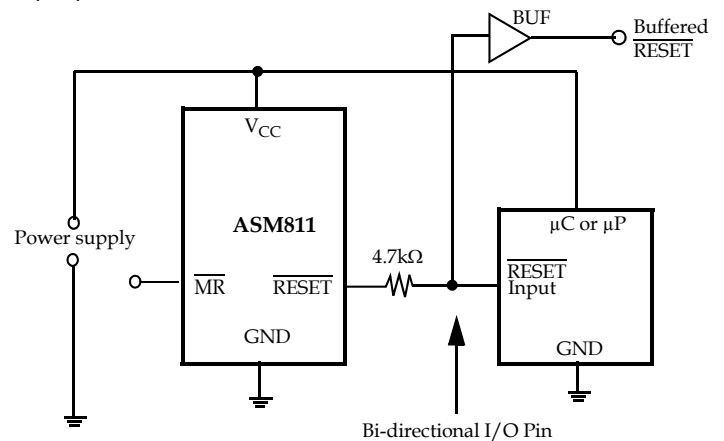 BUF
Buffered
RESET
V_CC
ASM811
Power supply
MR
RESET
GND
4.7kΩ
µC or µP
RESET
Input
GND
Bi-directional I/O Pin